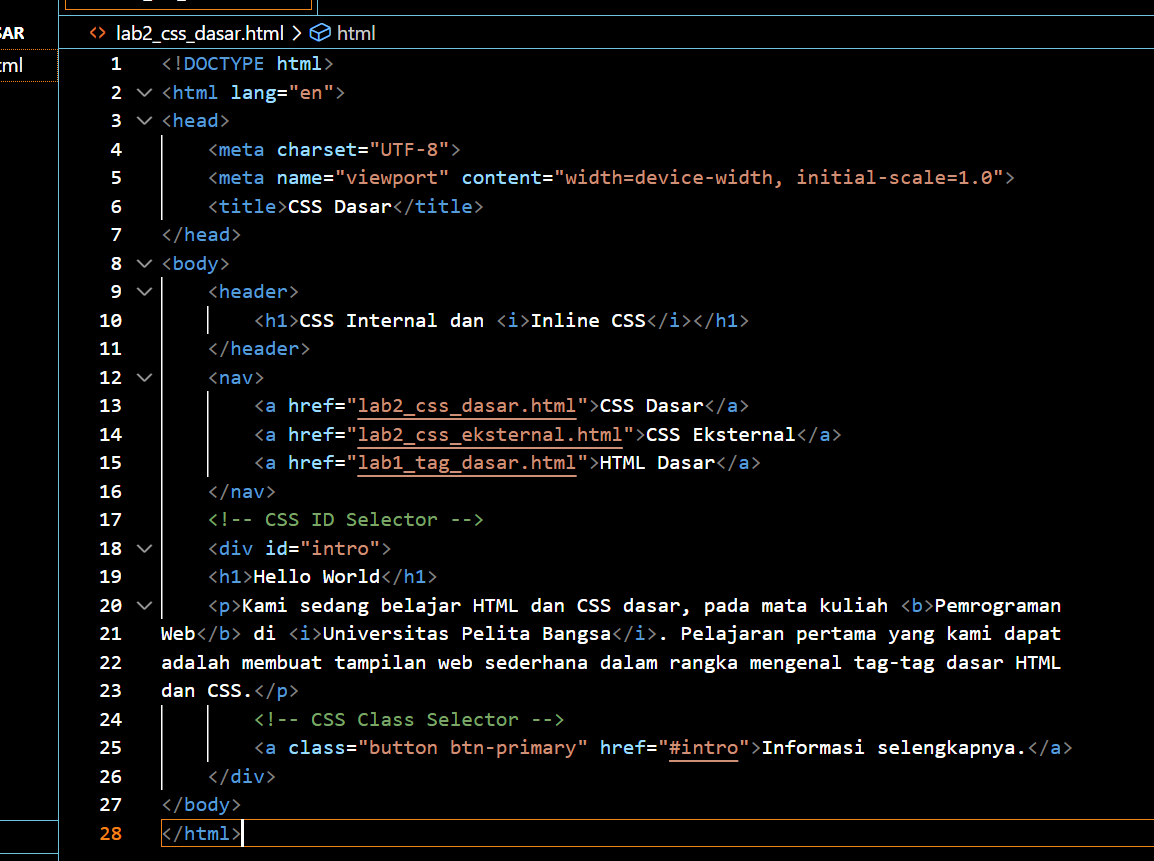 SAR
lab2_css_dasar.html > html
tml
1 <!DOCTYPE html>
2 <html lang="en">
3 <head>
4     <meta charset="UTF-8">
5     <meta name="viewport" content="width=device-width, initial-scale=1.0">
6     <title>CSS Dasar</title>
7 </head>
8 <body>
9     <header>
10         <h1>CSS Internal dan <i>Inline CSS</i></h1>
11     </header>
12     <nav>
13         <a href="lab2_css_dasar.html">CSS Dasar</a>
14         <a href="lab2_css_eksternal.html">CSS Eksternal</a>
15         <a href="lab1_tag_dasar.html">HTML Dasar</a>
16     </nav>
17     <!-- CSS ID Selector -->
18     <div id="intro">
19     <h1>Hello World</h1>
20     <p>Kami sedang belajar HTML dan CSS dasar, pada mata kuliah <b>Pemrograman
21 Web</b> di <i>Universitas Pelita Bangsa</i>. Pelajaran pertama yang kami dapat
22 adalah membuat tampilan web sederhana dalam rangka mengenal tag-tag dasar HTML
23 dan CSS.</p>
24         <!-- CSS Class Selector -->
25         <a class="button btn-primary" href="#intro">Informasi selengkapnya.</a>
26     </div>
27 </body>
28 </html>